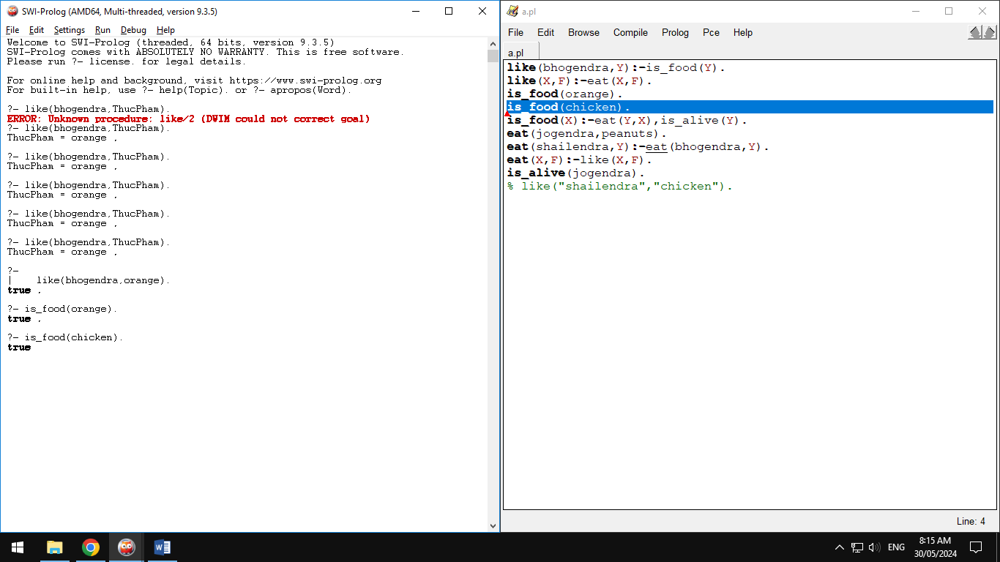 SWI-Prolog (AMD64, Multi-threaded, version 9.3.5)
File Edit Settings Run Debug Help
Welcome to SWI-Prolog (threaded, 64 bits, version 9.3.5)
SWI-Prolog comes with ABSOLUTELY NO WARRANTY. This is free software.
Please run ?- license. for legal details.
For online help and background, visit https://www.swi-prolog.org
For built-in help, use ?- help(Topic). or ?- apropos(Word).
?- like(bhogendra,ThucPham).
ERROR: Unknown procedure: like/2 (DWIM could not correct goal)
?- like(bhogendra,ThucPham).
ThucPham = orange .
?- like(bhogendra,ThucPham).
ThucPham = orange .
?- like(bhogendra,ThucPham).
ThucPham = orange .
?- like(bhogendra,ThucPham).
ThucPham = orange .
?- like(bhogendra,ThucPham).
ThucPham = orange .
?-
|    like(bhogendra,orange).
true .
?- is_food(orange).
true .
?- is_food(chicken).
true
a.pl
File Edit Browse Compile Prolog Pce Help
a.pl
like(bhogendra,Y):-is_food(Y).
like(X,F):-eat(X,F).
is_food(orange).
is_food(chicken).
is_food(X):-eat(Y,X),is_alive(Y).
eat(jogendra,peanuts).
eat(shailendra,Y):-eat(bhogendra,Y).
eat(X,F):-like(X,F).
is_alive(jogendra).
% like("shailendra","chicken").
Line: 4
ENG
8:15 AM
30/05/2024